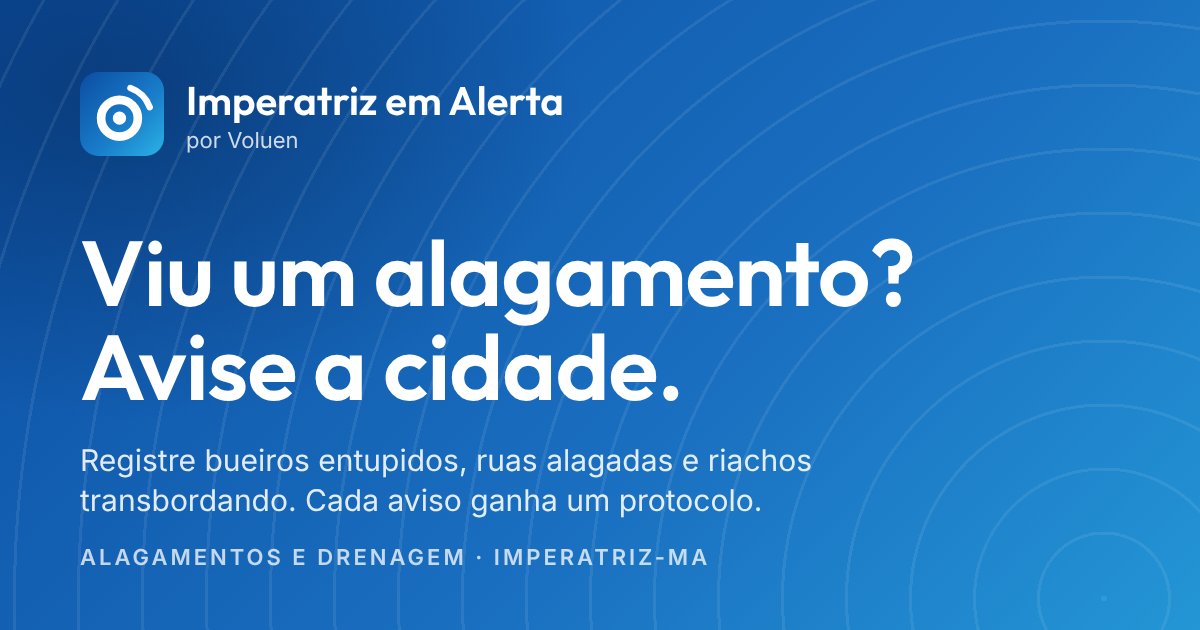 Imperatriz em Alerta
por Voluen
Viu um alagamento?
Avise a cidade.
Registre bueiros entupidos, ruas alagadas e riachos
transbordando. Cada aviso ganha um protocolo.
ALAGAMENTOS E DRENAGEM · IMPERATRIZ-MA